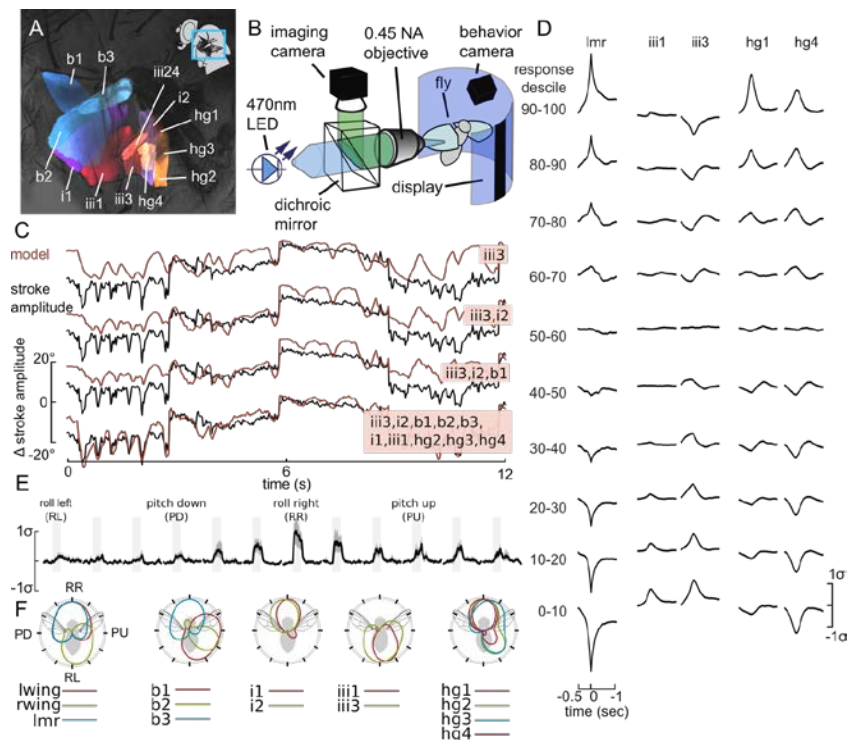 A
b1
b3
iii24
i2
hg1
hg3
hg2
b2
i1
iii1
iii3
hg4
B
imaging
camera
0.45 NA
objective
behavior
camera
fly
470nm
LED
dichroic
mirror
display
C
model
stroke
amplitude
iii3
iii3,i2
iii3,i2,b1
iii3,i2,b1,b2,b3,
i1,iii1,hg2,hg3,hg4
Δ stroke amplitude
20°
0
-20°
0
6
12
time (s)
D
lmr
iii1
iii3
hg1
hg4
response
descile
90-100
80-90
70-80
60-70
50-60
40-50
30-40
20-30
10-20
0-10
1σ
-1σ
-0.5
0
-1
time (sec)
E
roll left
(RL)
pitch down
(PD)
roll right
(RR)
pitch up
(PU)
1σ
-1σ
F
RR
PD
PU
RL
lwing
rwing
lmr
b1
b2
b3
i1
i2
iii1
iii3
hg1
hg2
hg3
hg4